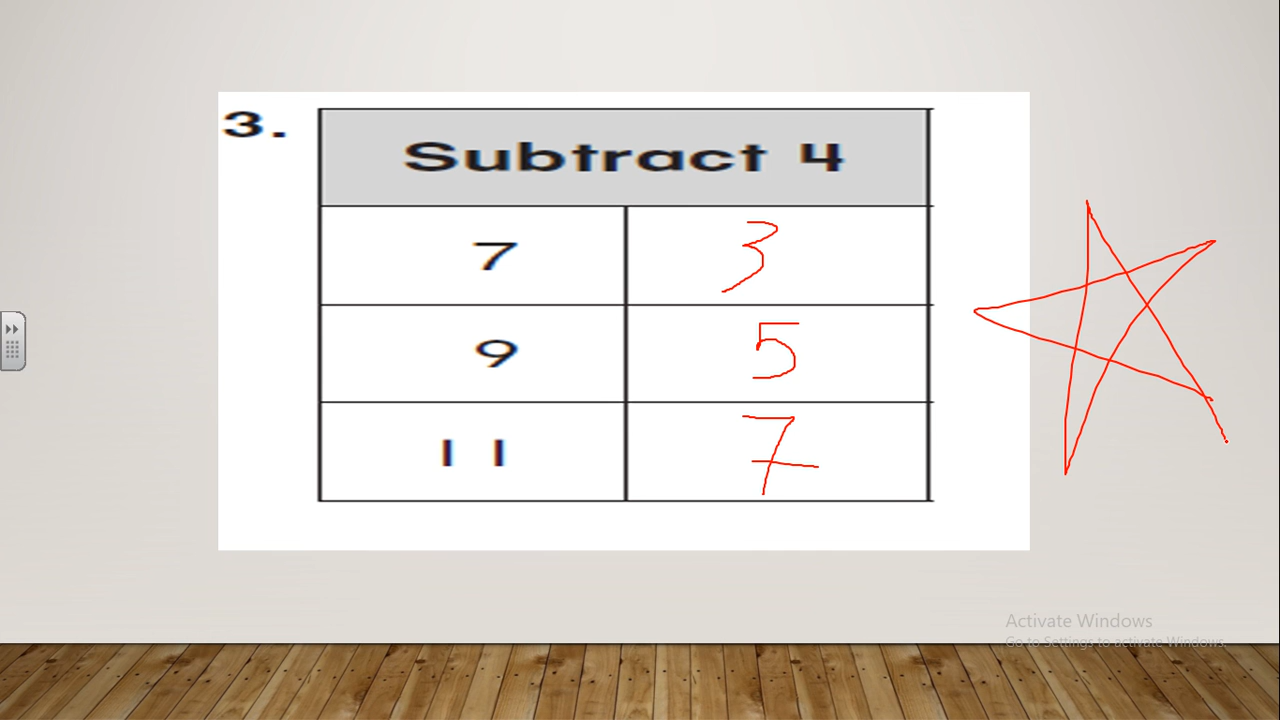 3.
Subtract 4
7 3
9 5
11 7
Activate Windows
Go to Settings to activate Windows.